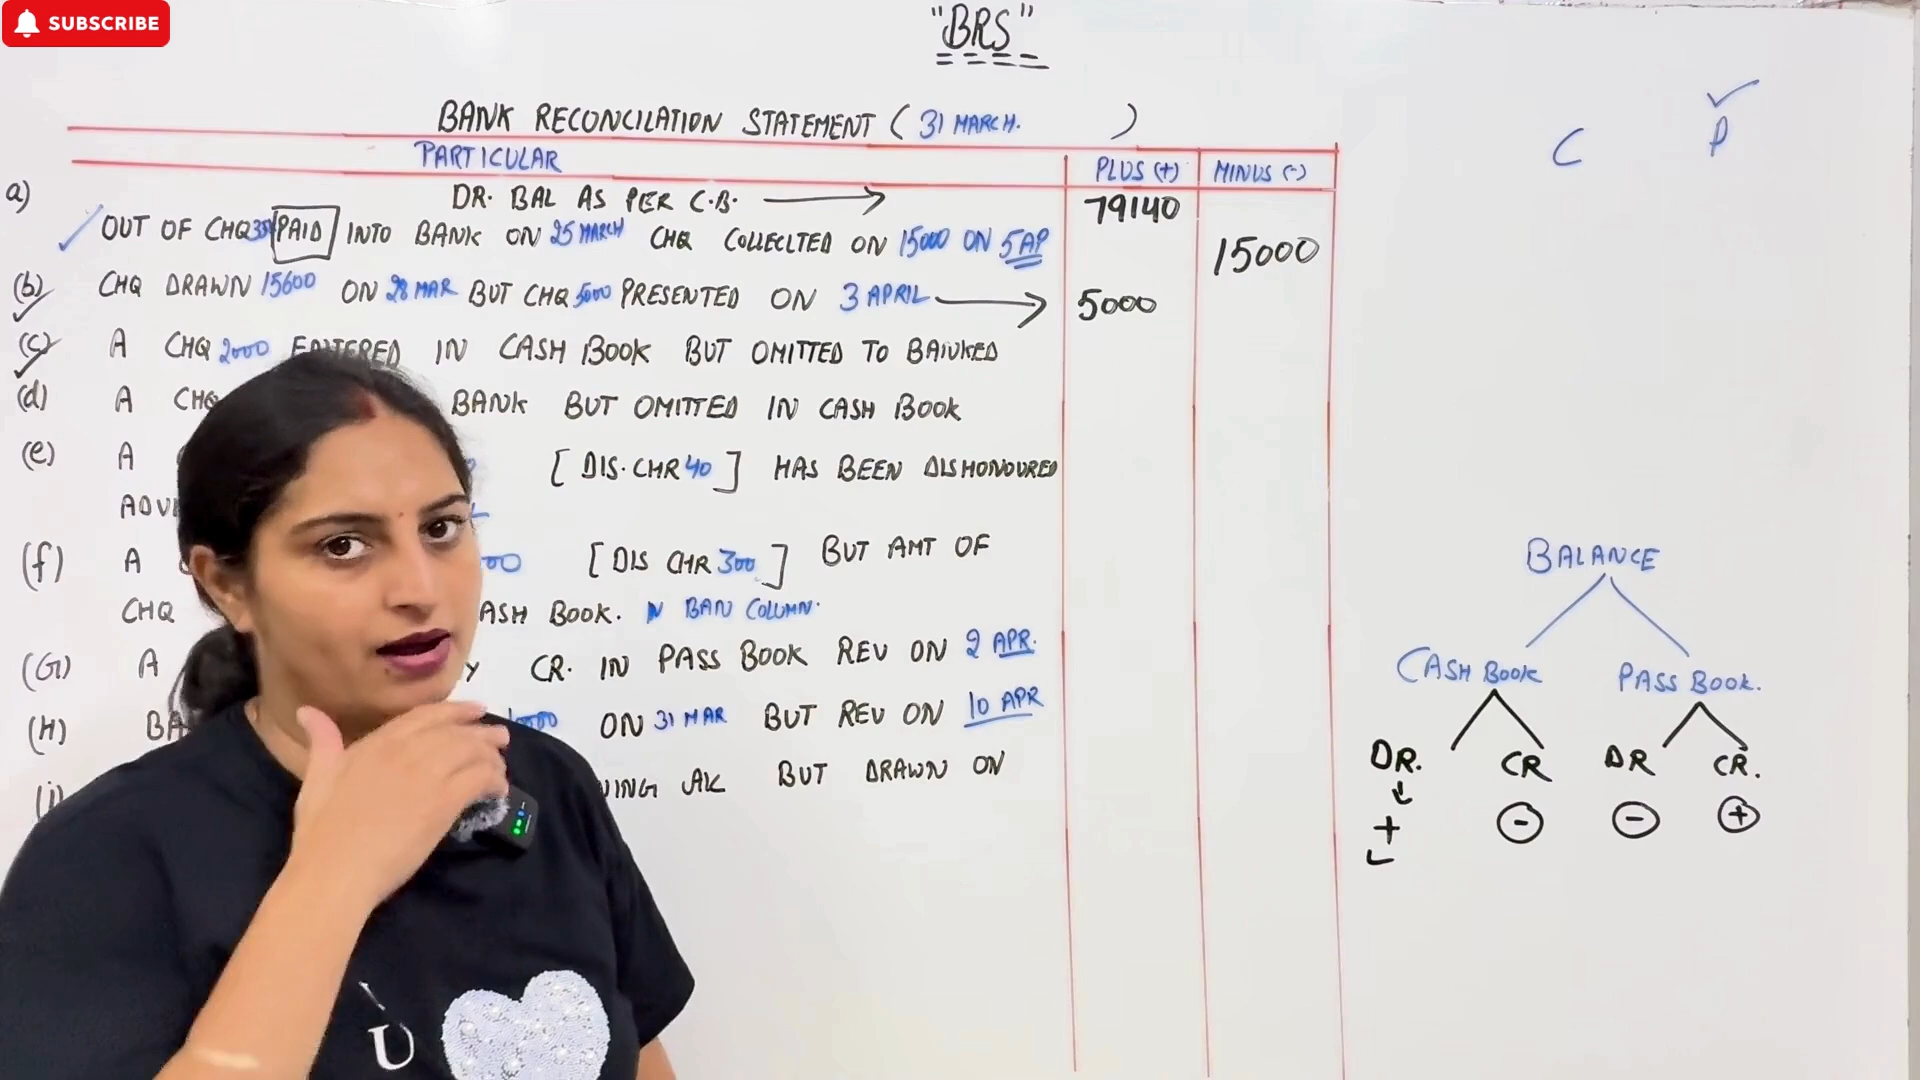 SUBSCRIBE
"BRS"
BANK RECONCILATION STATEMENT ( 31 MARCH. )
PARTICULAR PLUS (+) MINUS (-)
a) DR. BAL AS PER C.B. → 79140
OUT OF CHQ PAID INTO BANK ON 25 MARCH CHQ COLLECLTED ON 15000 ON 5 AP 15000
(b) CHQ DRAWN 15600 ON 28 MAR BUT CHQ 5000 PRESENTED ON 3 APRIL → 5000
(c) A CHQ 2000 ENTERED IN CASH BOOK BUT OMITTED TO BANKED
(d) A CHQ BANK BUT OMITTED IN CASH BOOK
(e) A [ DIS. CHR 40 ] HAS BEEN DISHONOURED
(f) A [ DIS CHR 300 ] BUT AMT OF
CHQ CASH BOOK. IN BAN COLUMN.
(G) A CR. IN PASS BOOK REV ON 2 APR.
(H) ON 31 MAR BUT REV ON 10 APR
(i) A/C BUT DRAWN ON
C P
BALANCE
CASH BOOK PASS BOOK.
DR. CR DR CR.
+ - - +
U